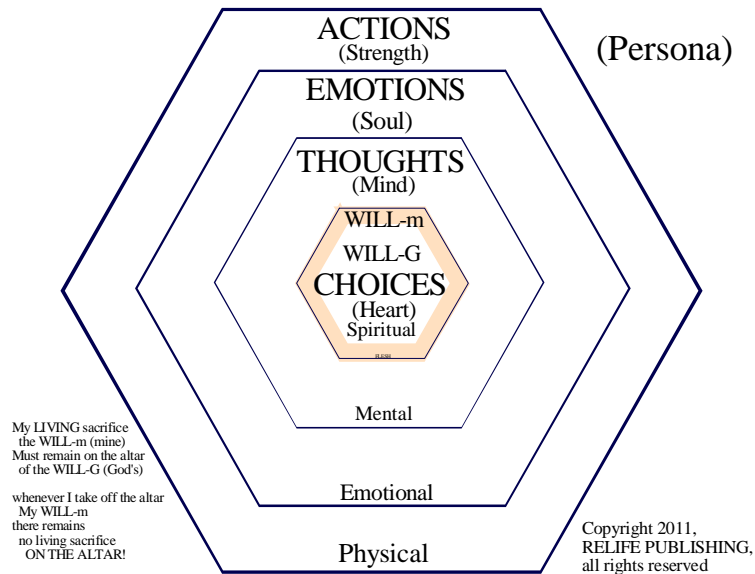 ACTIONS
(Strength)
(Persona)
EMOTIONS
(Soul)
THOUGHTS
(Mind)
WILL-m
WILL-G
CHOICES
(Heart)
Spiritual
FLESH
Mental
Emotional
Physical
My LIVING sacrifice
the WILL-m (mine)
Must remain on the altar
of the WILL-G (God's)
whenever I take off the altar
My WILL-m
there remains
no living sacrifice
ON THE ALTAR!
Copyright 2011,
RELIFE PUBLISHING,
all rights reserved